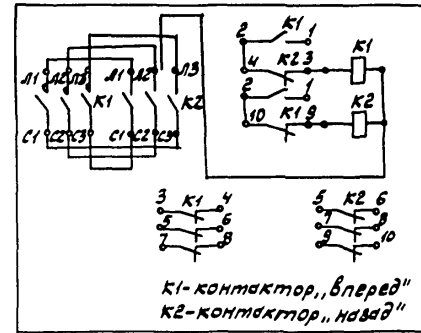 2 К1 1 К1
Л1 Л2 Л3 Л1 Л2 Л3
4 К2 3
2 1 К2
К1 К2
10 К1 9
С1 С2 С3 С1 С2 С3
3 К1 4 5 К2 6
5 6 7 8
7 8 9 10
К1-контактор „вперед"
К2-контактор „назад"